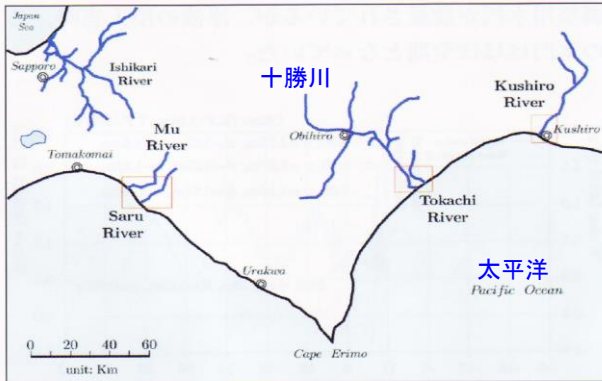 Japan
Sea
Sapporo
Ishikari
River
十勝川
Kushiro
River
Mu
River
Obihiro
Kushiro
Tomakomai
Saru
River
Tokachi
River
Urakwa
太平洋
Pacific Ocean
0 20 40 60
unit: Km
Cape Erimo